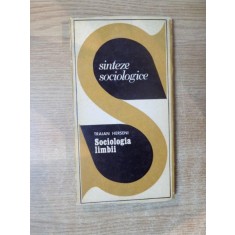 sinteze
sociologice
TRAIAN HERSENI
Sociologia
limbii